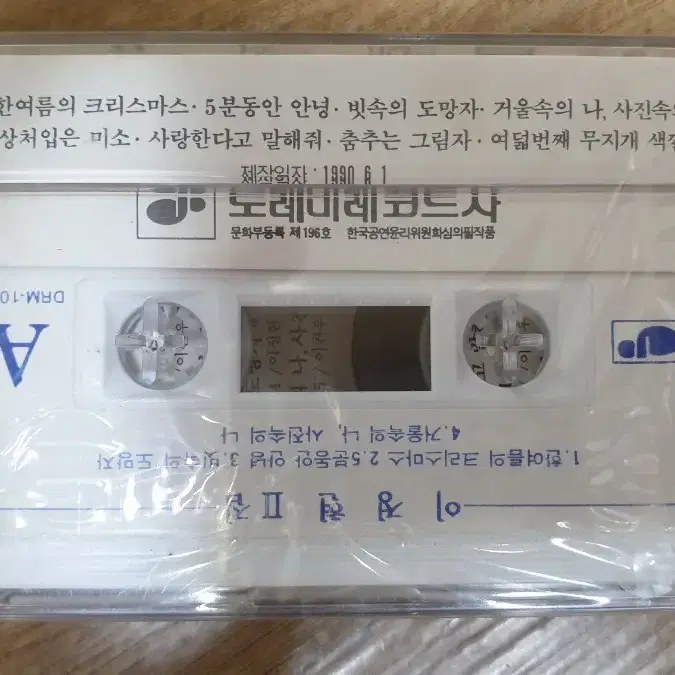 한여름의 크리스마스 · 5분동안 안녕 · 빗속의 도망자 · 거울속의 나, 사진속의
상처입은 미소 · 사랑한다고 말해줘 · 춤추는 그림자 · 여덟번째 무지개 색깔
제작일자 : 1990. 6. 1
도레미레코드사
문화부등록 제196호 한국공연윤리위원회심의필작품
DRM-10
A
4.거울속의 나, 사진속의 나
1.한여름의 크리스마스 2.5분동안 안녕 3.빗속의 도망자
이정현 II집